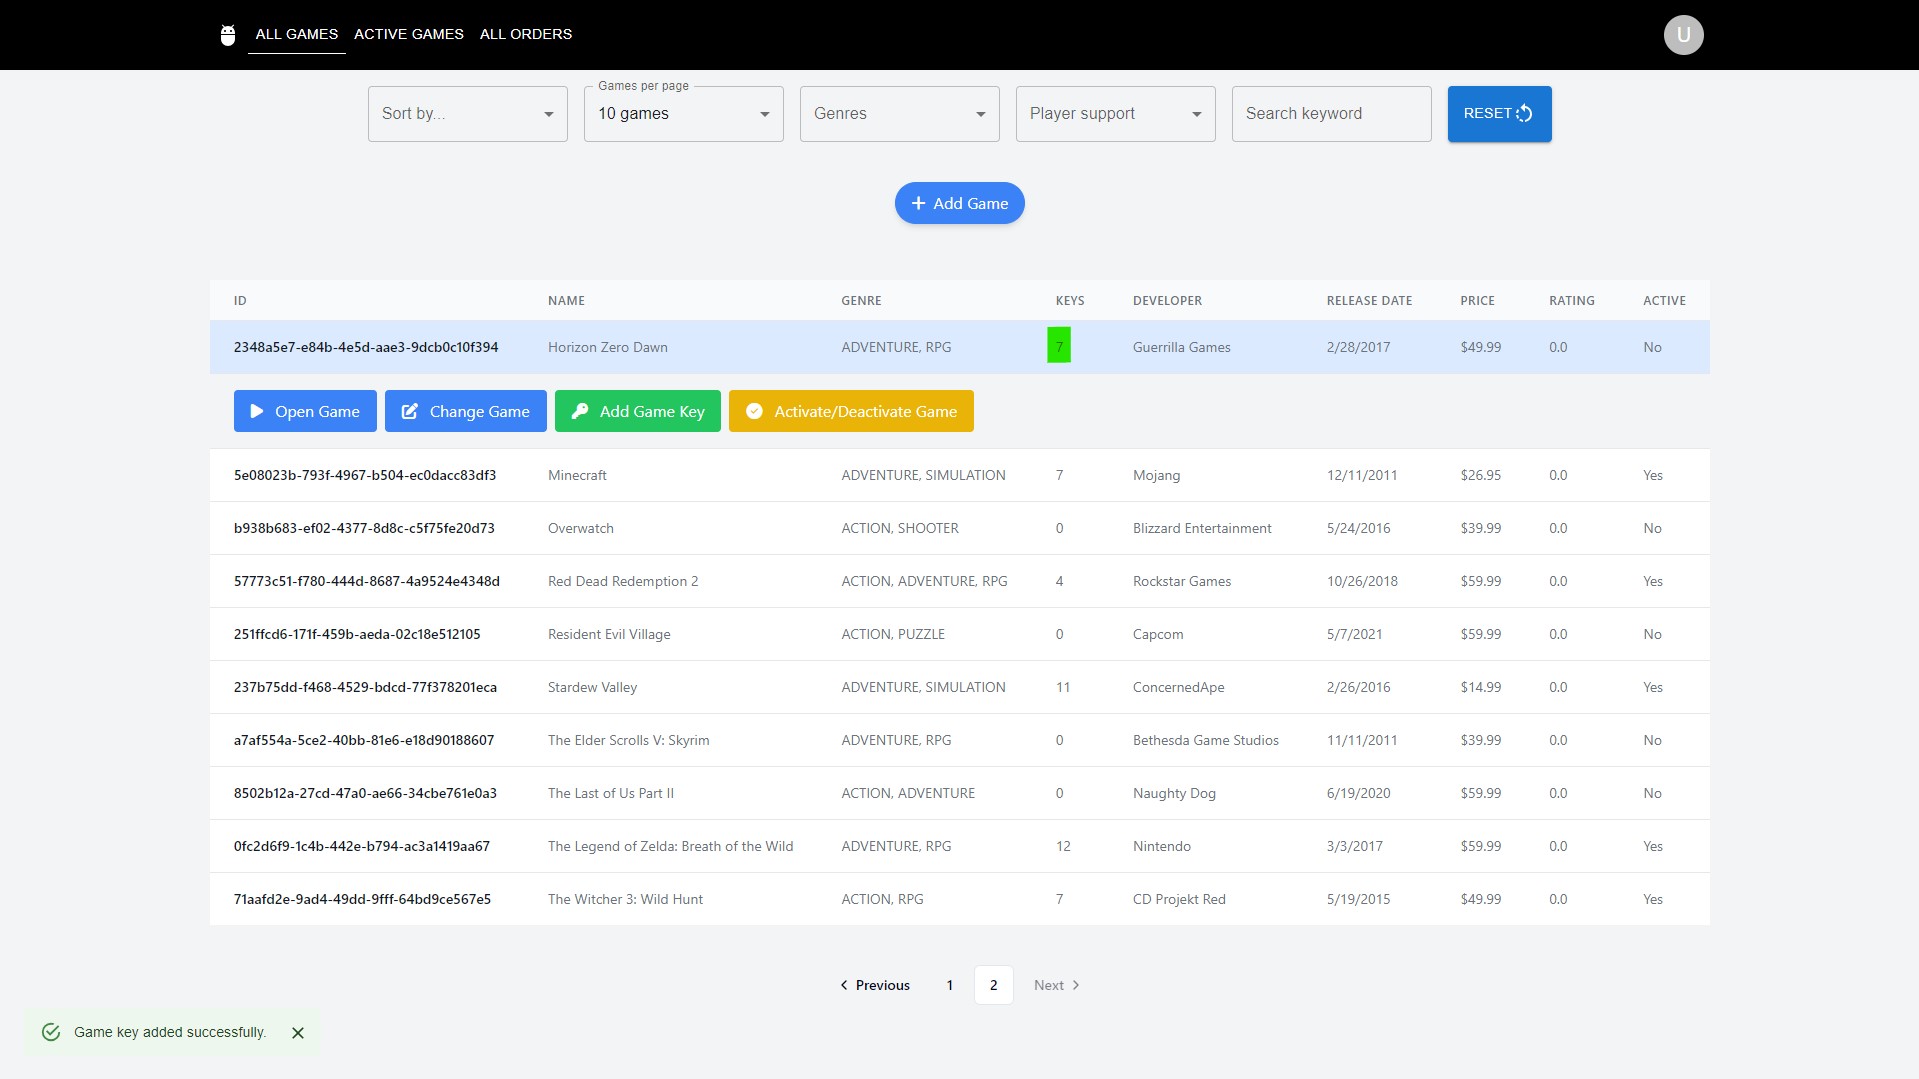 ALL GAMES ACTIVE GAMES ALL ORDERS U
Games per page
Sort by... 10 games Genres Player support Search keyword RESET
Add Game
ID NAME GENRE KEYS DEVELOPER RELEASE DATE PRICE RATING ACTIVE
2348a5e7-e84b-4e5d-aae3-9dcb0c10f394 Horizon Zero Dawn ADVENTURE, RPG 7 Guerrilla Games 2/28/2017 $49.99 0.0 No
Open Game Change Game Add Game Key Activate/Deactivate Game
5e08023b-793f-4967-b504-ec0dacc83df3 Minecraft ADVENTURE, SIMULATION 7 Mojang 12/11/2011 $26.95 0.0 Yes
b938b683-ef02-4377-8d8c-c5f75fe20d73 Overwatch ACTION, SHOOTER 0 Blizzard Entertainment 5/24/2016 $39.99 0.0 No
57773c51-f780-444d-8687-4a9524e4348d Red Dead Redemption 2 ACTION, ADVENTURE, RPG 4 Rockstar Games 10/26/2018 $59.99 0.0 Yes
251ffcd6-171f-459b-aeda-02c18e512105 Resident Evil Village ACTION, PUZZLE 0 Capcom 5/7/2021 $59.99 0.0 No
237b75dd-f468-4529-bdcd-77f378201eca Stardew Valley ADVENTURE, SIMULATION 11 ConcernedApe 2/26/2016 $14.99 0.0 Yes
a7af554a-5ce2-40bb-81e6-e18d90188607 The Elder Scrolls V: Skyrim ADVENTURE, RPG 0 Bethesda Game Studios 11/11/2011 $39.99 0.0 No
8502b12a-27cd-47a0-ae66-34cbe761e0a3 The Last of Us Part II ACTION, ADVENTURE 0 Naughty Dog 6/19/2020 $59.99 0.0 No
0fc2d6f9-1c4b-442e-b794-ac3a1419aa67 The Legend of Zelda: Breath of the Wild ADVENTURE, RPG 12 Nintendo 3/3/2017 $59.99 0.0 Yes
71aafd2e-9ad4-49dd-9fff-64bd9ce567e5 The Witcher 3: Wild Hunt ACTION, RPG 7 CD Projekt Red 5/19/2015 $49.99 0.0 Yes
Previous 1 2 Next
Game key added successfully.